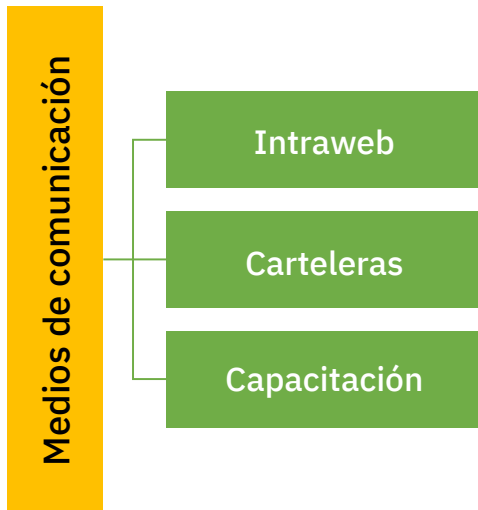 Medios de comunicación
Intraweb
Carteleras
Capacitación